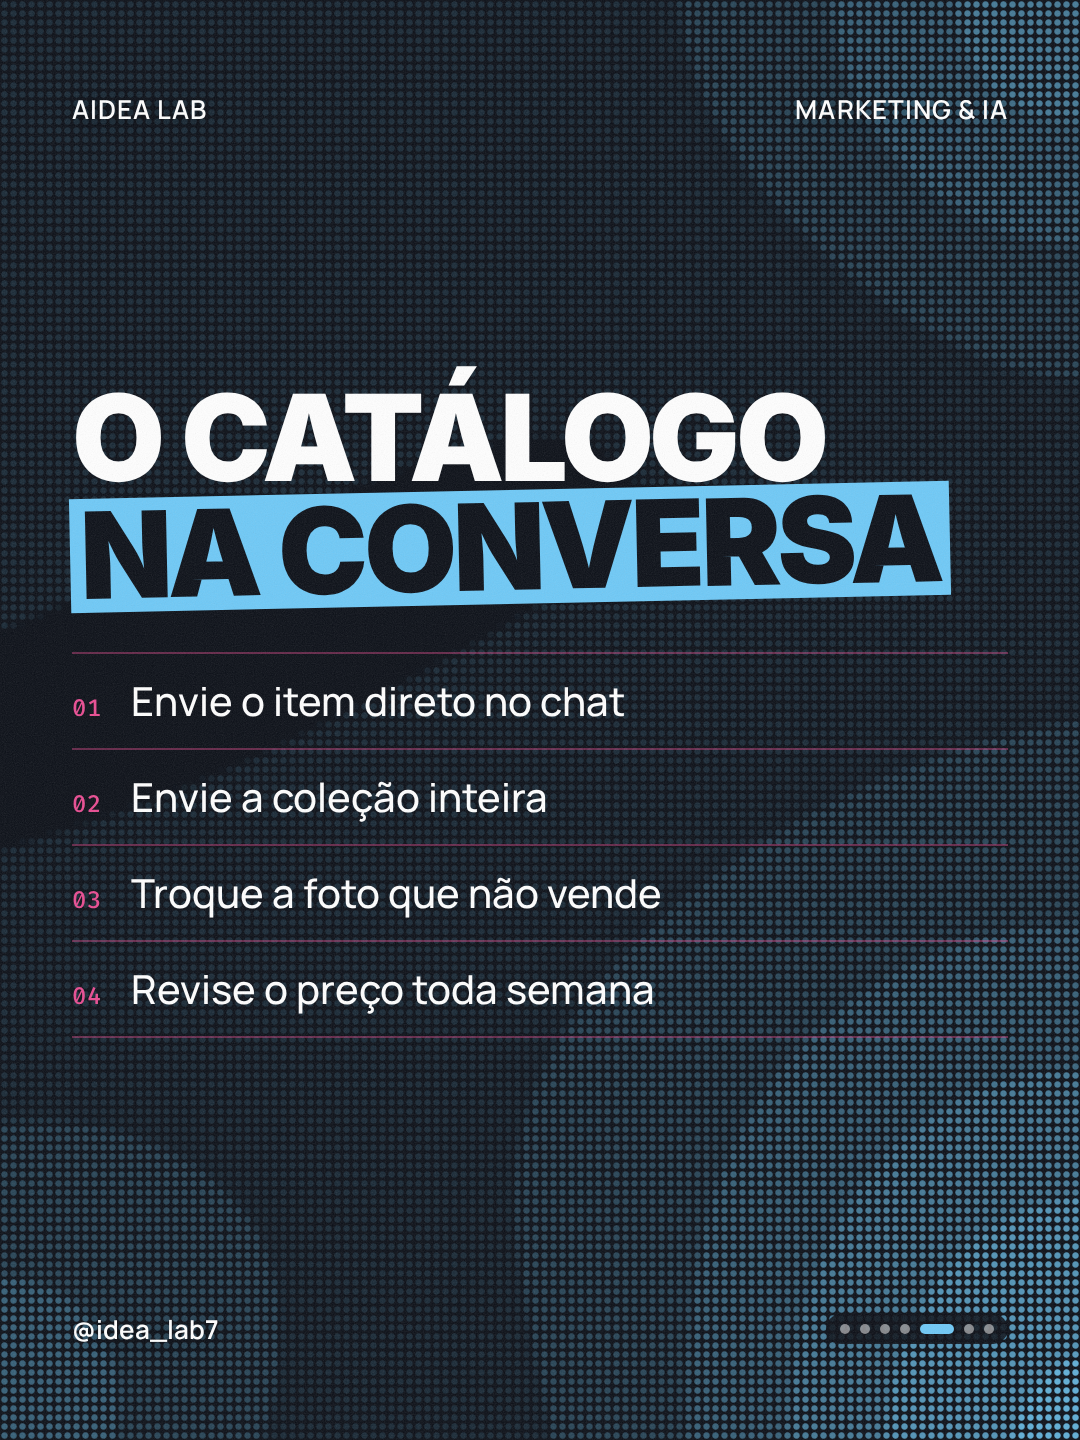 AIDEA LAB
MARKETING & IA
O CATÁLOGO
NA CONVERSA
01 Envie o item direto no chat
02 Envie a coleção inteira
03 Troque a foto que não vende
04 Revise o preço toda semana
@idea_lab7